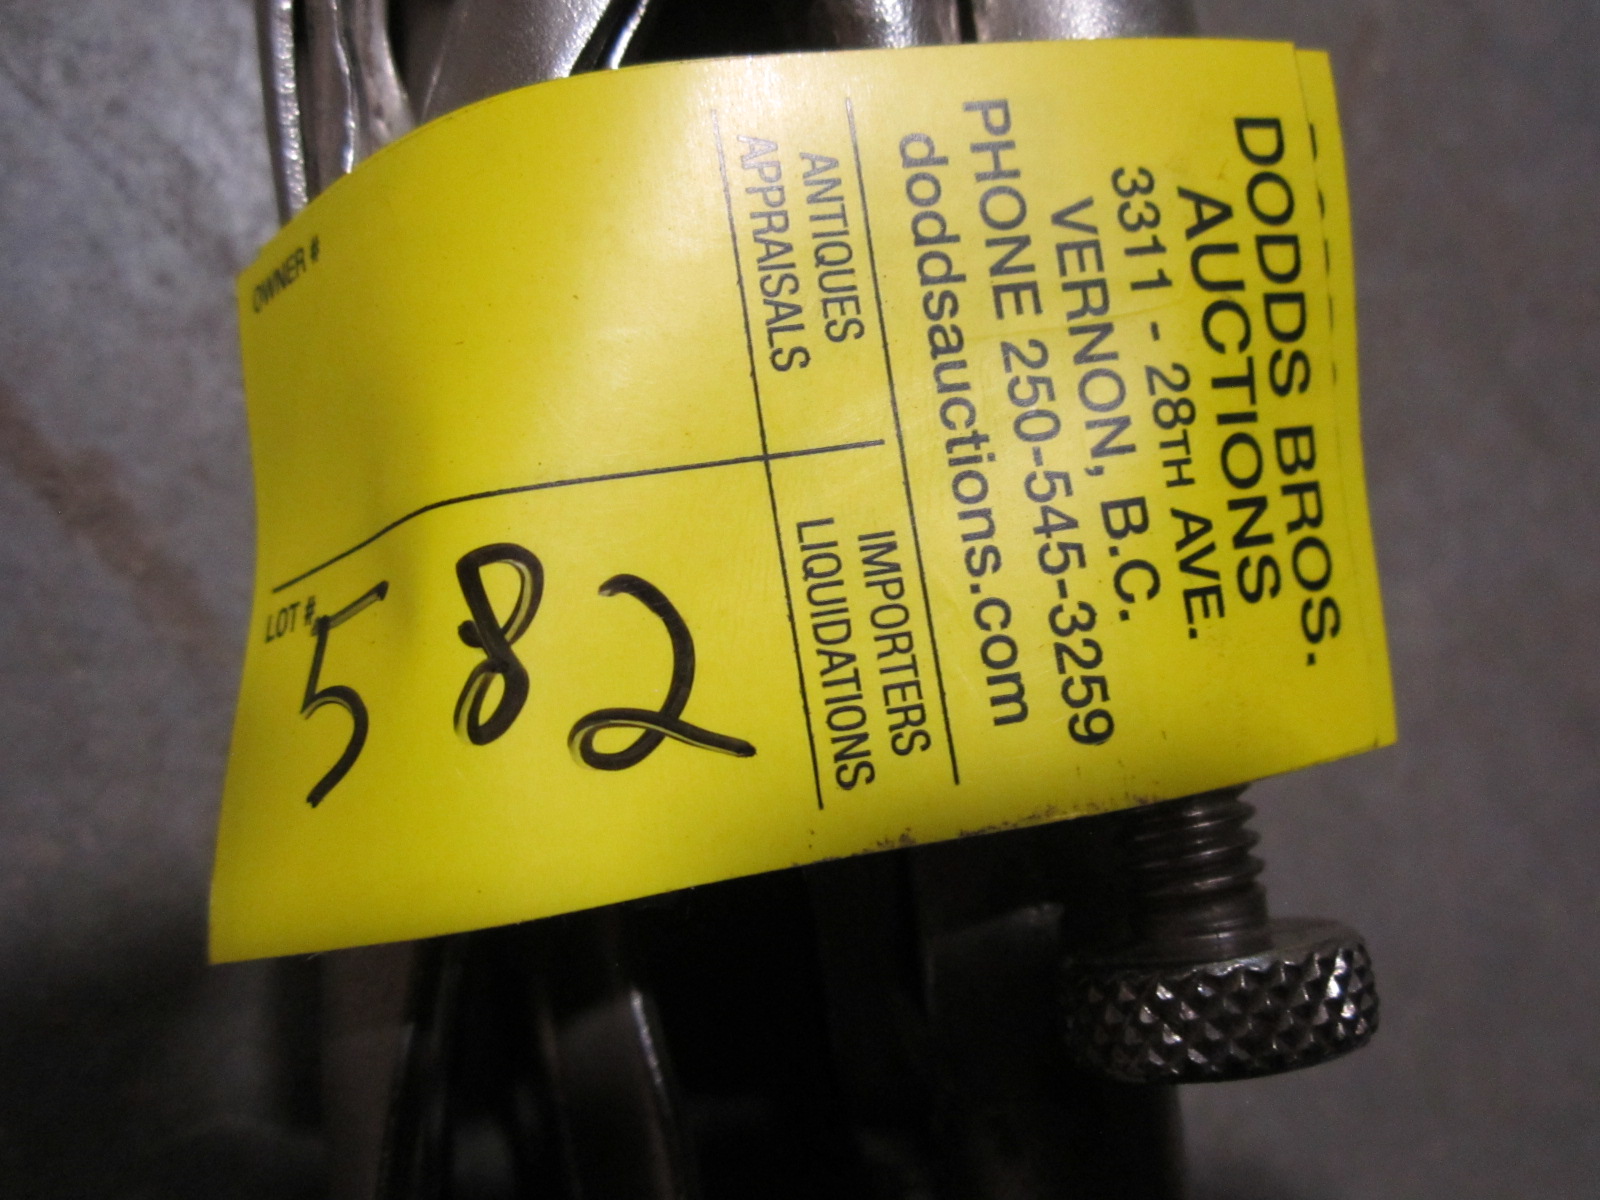 DODDS BROS.
AUCTIONS
3311 - 28TH AVE.
VERNON, B.C.
PHONE 250-545-3259
doddsauctions.com
ANTIQUES
APPRAISALS
IMPORTERS
LIQUIDATIONS
OWNER #
LOT #
582